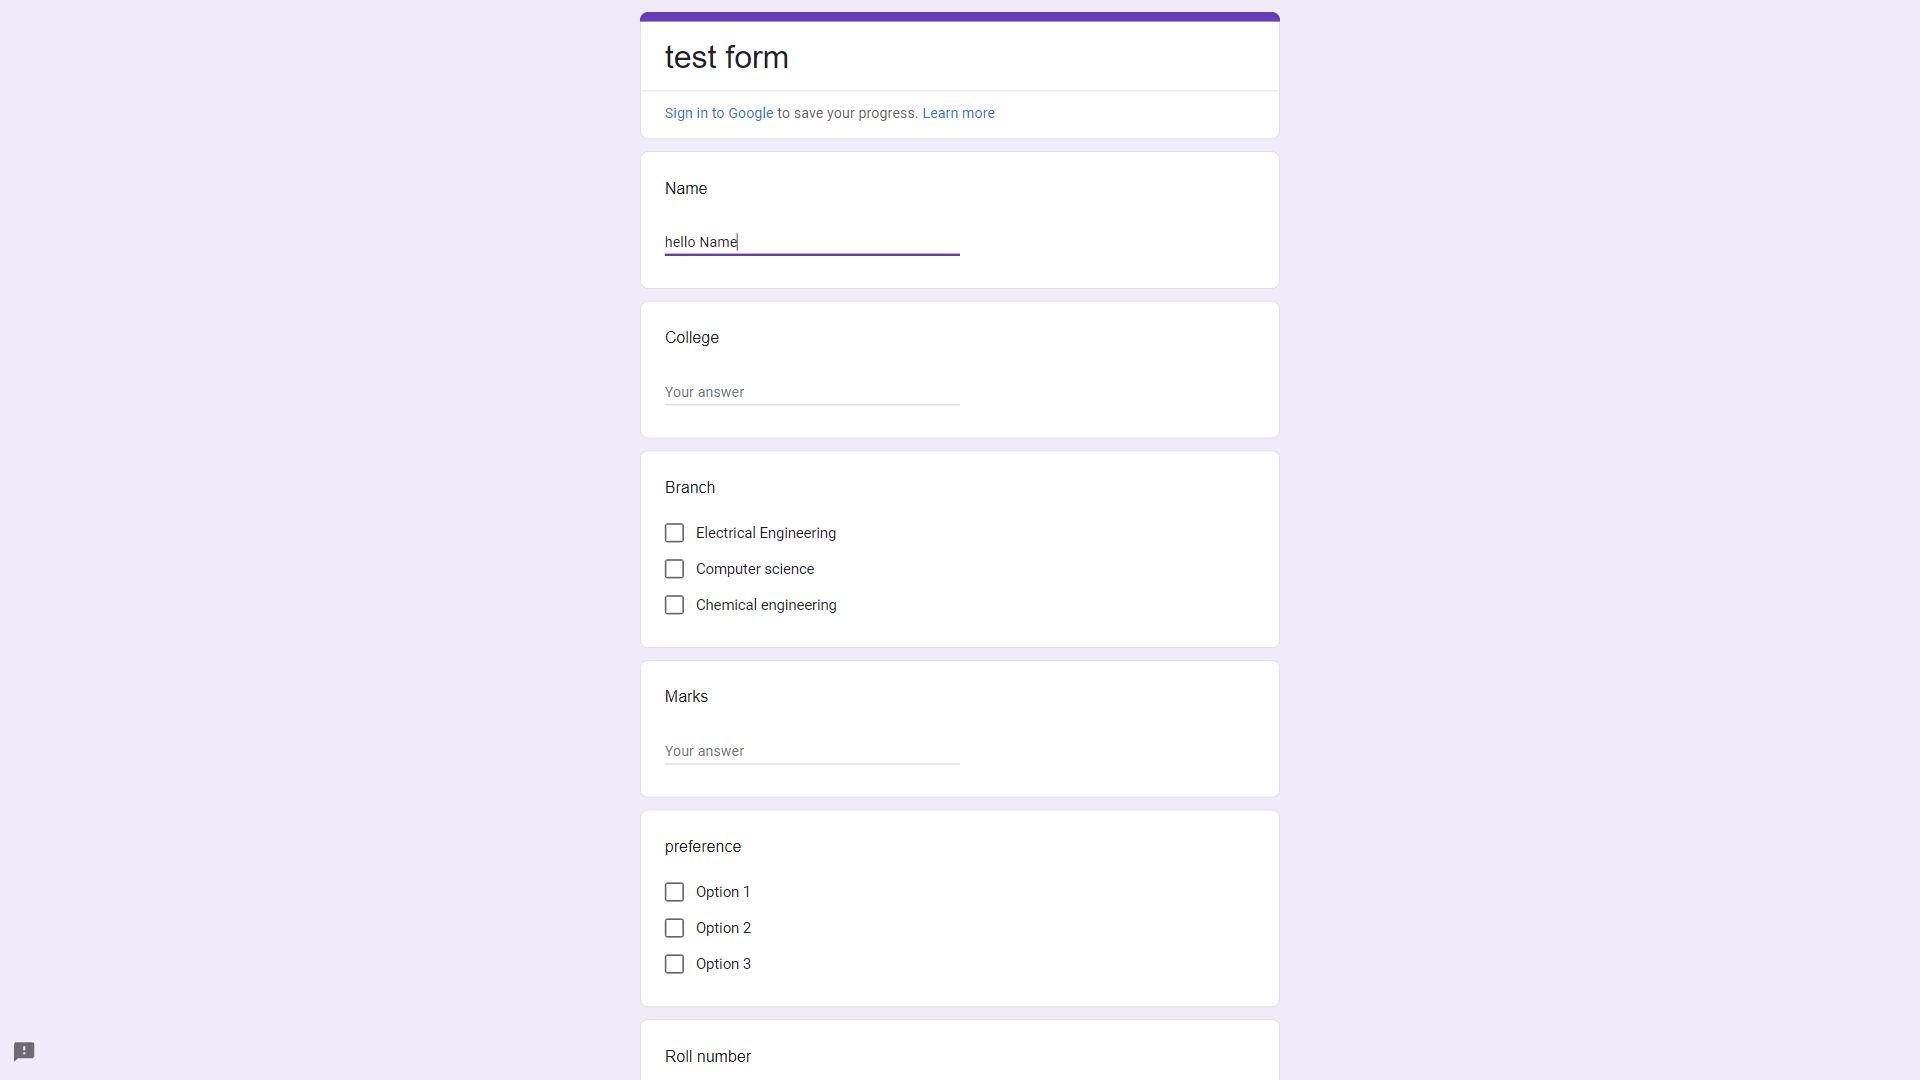 test form
Sign in to Google to save your progress. Learn more
Name
hello Name
College
Your answer
Branch
Electrical Engineering
Computer science
Chemical engineering
Marks
Your answer
preference
Option 1
Option 2
Option 3
Roll number